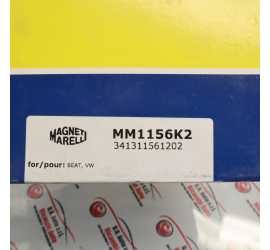 MAGNETI
MARELLI
MM1156K2
341311561202
for/pour: SEAT, VW